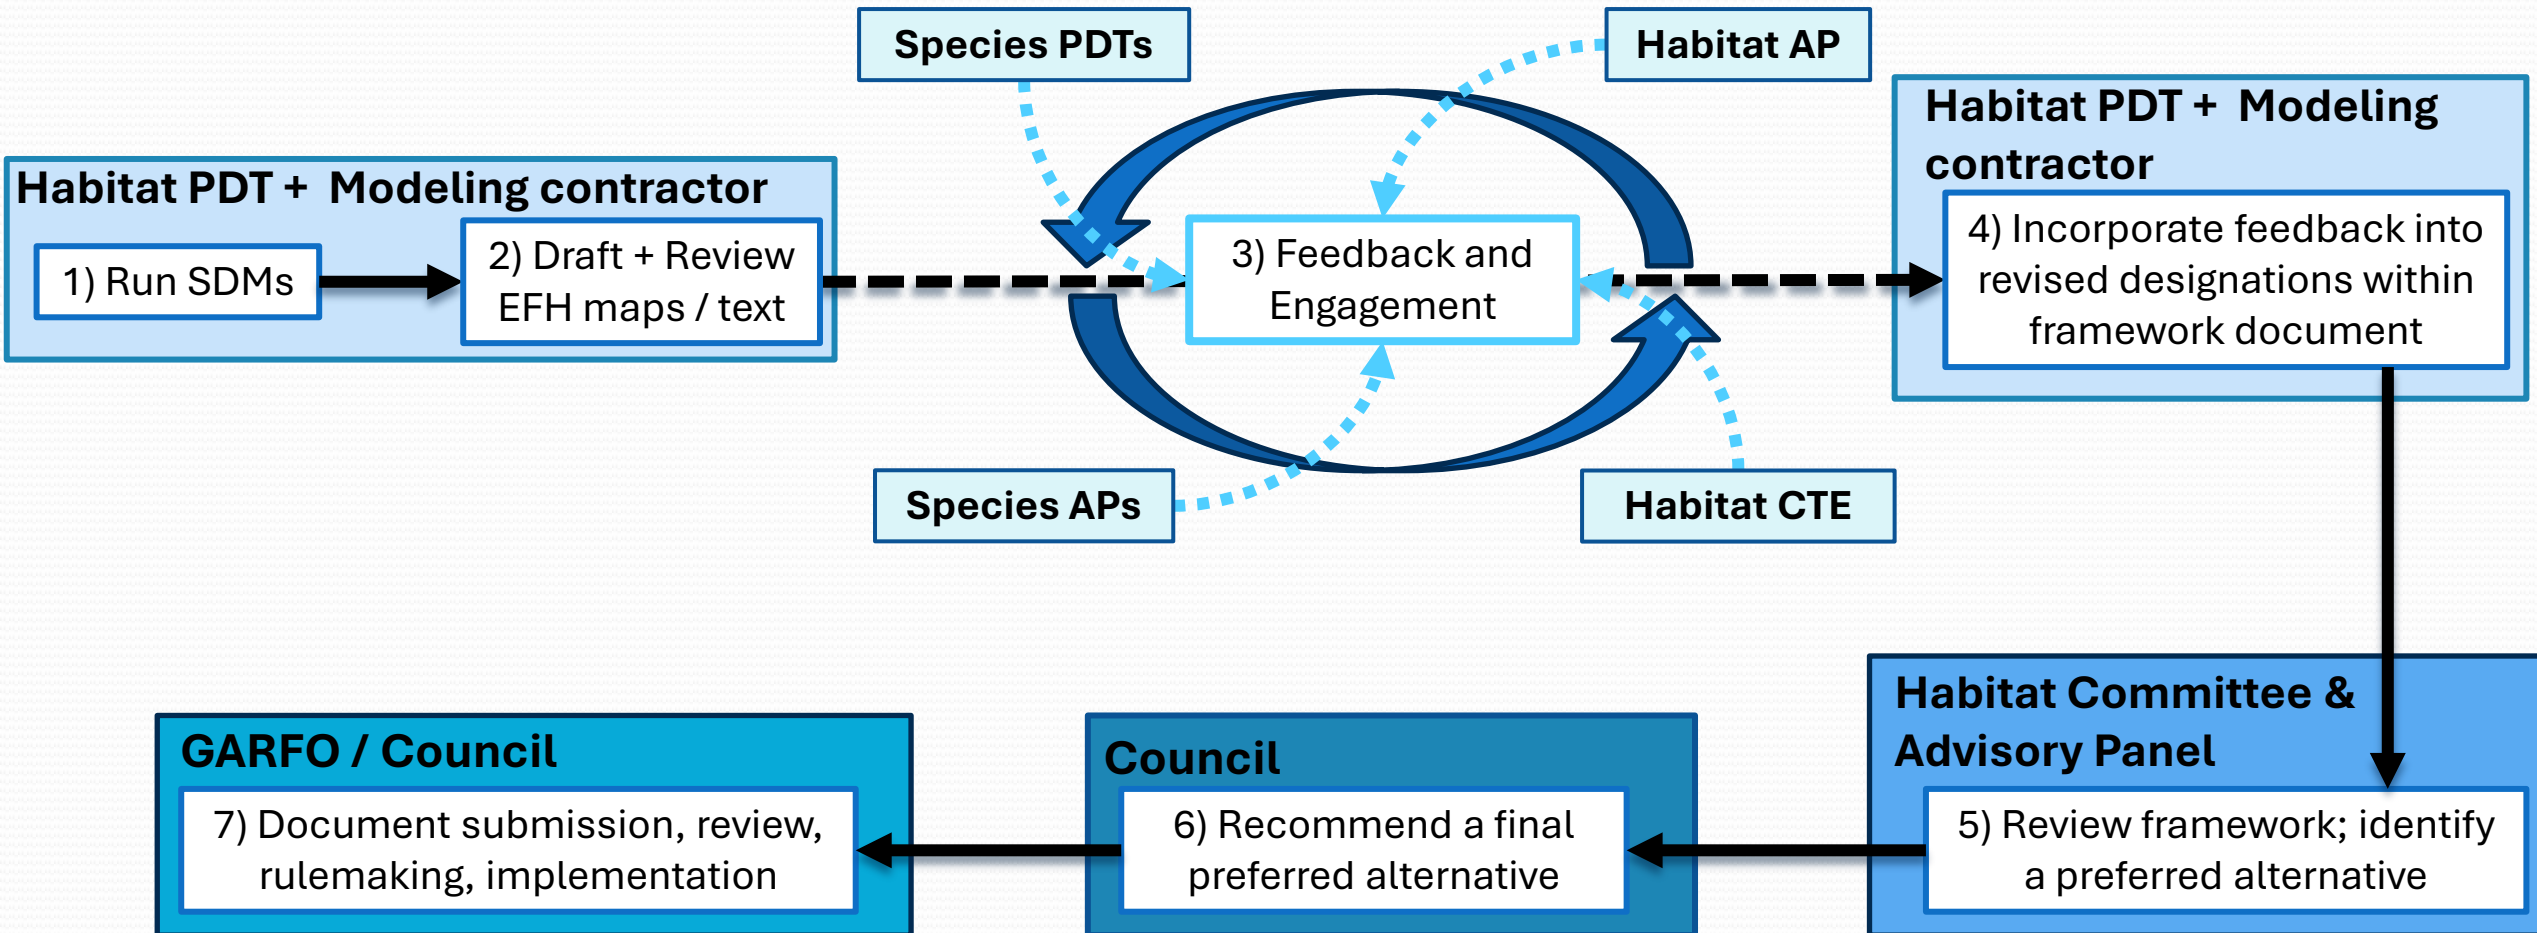 Species PDTs
Habitat AP
Habitat PDT + Modeling contractor
1) Run SDMs
2) Draft + Review
EFH maps / text
3) Feedback and
Engagement
Habitat PDT + Modeling
contractor
4) Incorporate feedback into
revised designations within
framework document
Species APs
Habitat CTE
Habitat Committee &
Advisory Panel
5) Review framework; identify
a preferred alternative
Council
6) Recommend a final
preferred alternative
GARFO / Council
7) Document submission, review,
rulemaking, implementation